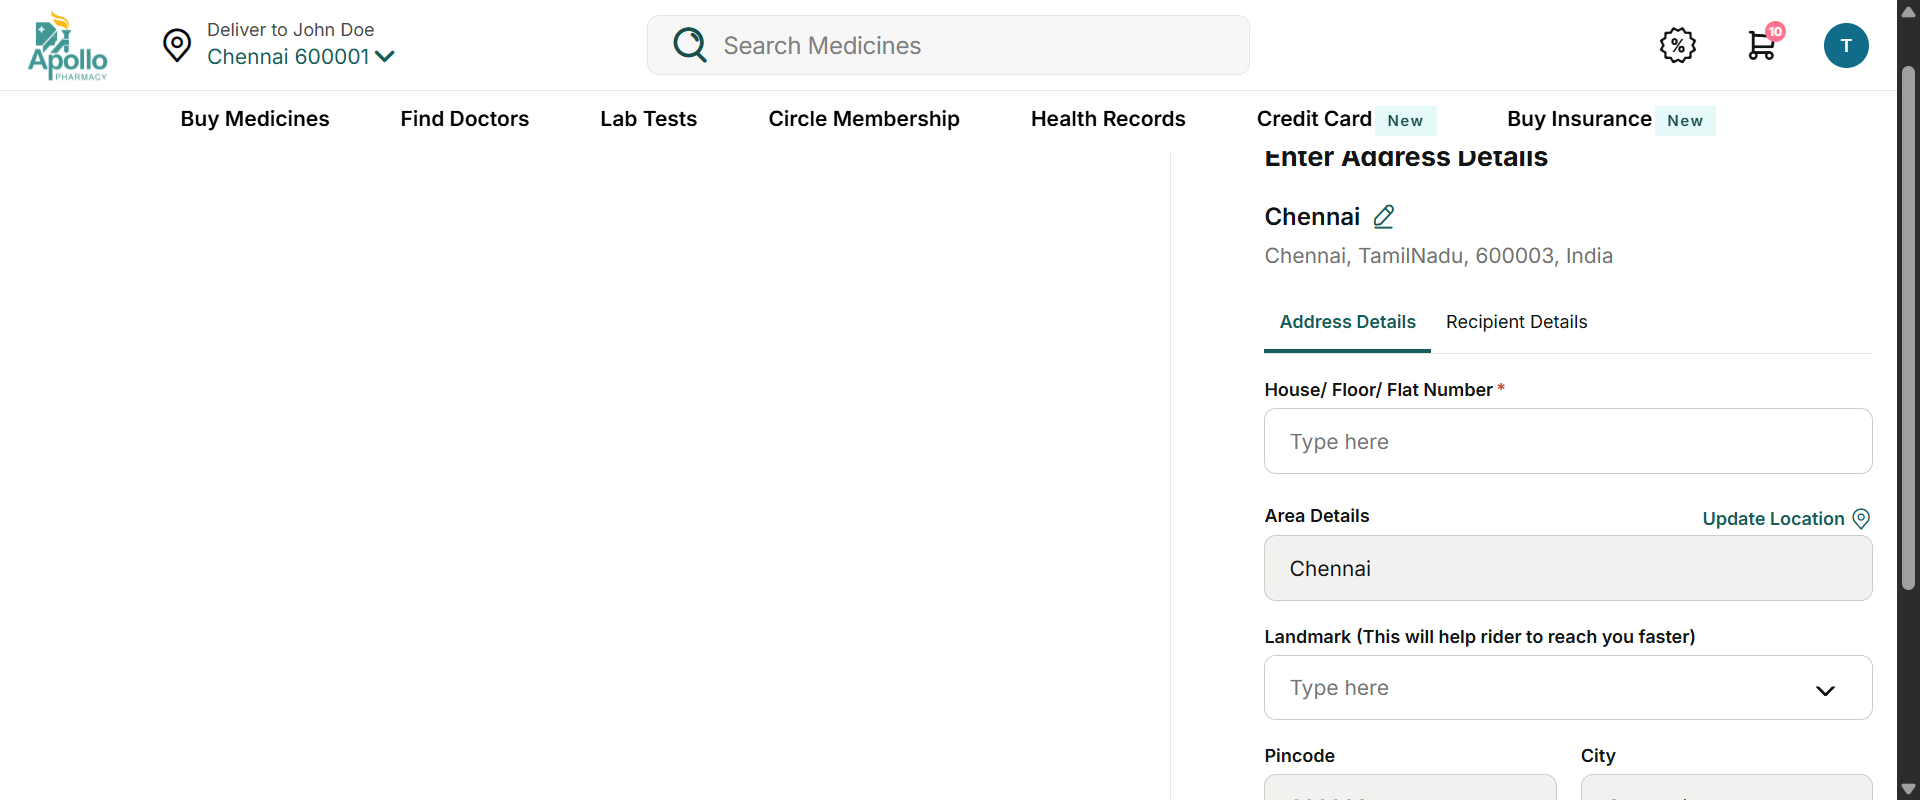 Apollo
PHARMACY
Deliver to John Doe
Chennai 600001
Search Medicines
%
10
T
Buy Medicines
Find Doctors
Lab Tests
Circle Membership
Health Records
Credit Card New
Buy Insurance New
Enter Address Details
Chennai
Chennai, TamilNadu, 600003, India
Address Details
Recipient Details
House/ Floor/ Flat Number *
Type here
Area Details
Update Location
Chennai
Landmark (This will help rider to reach you faster)
Type here
Pincode
City